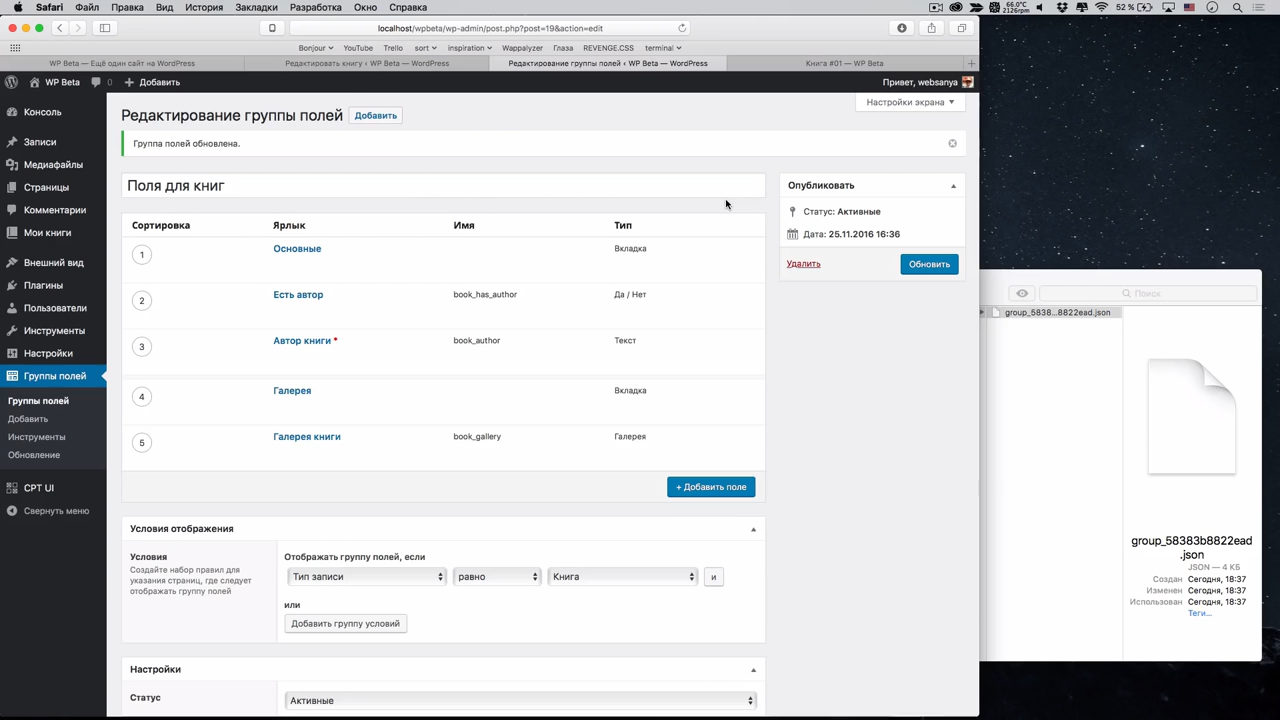 Safari Файл Правка Вид История Закладки Разработка Окно Справка
2126rpm 52 %
localhost/wpbeta/wp-admin/post.php?post=19&action=edit
Bonjour YouTube Trello sort inspiration Wappalyzer Глаза REVENGE.CSS terminal
WP Beta — Ещё один сайт на WordPress
Редактировать книгу ‹ WP Beta — WordPress
Редактирование группы полей ‹ WP Beta — WordPress
Книга #01 — WP Beta
WP Beta 0 + Добавить
Привет, websanya
Консоль
Записи
Медиафайлы
Страницы
Комментарии
Мои книги
Внешний вид
Плагины
Пользователи
Инструменты
Настройки
Группы полей
Группы полей
Добавить
Инструменты
Обновление
CPT UI
Свернуть меню
Настройки экрана
Редактирование группы полей Добавить
Группа полей обновлена.
Поля для книг
Сортировка Ярлык Имя Тип
1 Основные Вкладка
2 Есть автор book_has_author Да / Нет
3 Автор книги * book_author Текст
4 Галерея Вкладка
5 Галерея книги book_gallery Галерея
+ Добавить поле
Опубликовать
Статус: Активные
Дата: 25.11.2016 16:36
Удалить Обновить
Условия отображения
Условия
Создайте набор правил для
указания страниц, где следует
отображать группу полей
Отображать группу полей, если
Тип записи равно Книга и
или
Добавить группу условий
Настройки
Статус Активные
Поиск
group_5838...8822ead.json
group_58383b8822ead
.json
JSON — 4 КБ
Создан Сегодня, 18:37
Изменен Сегодня, 18:37
Использован Сегодня, 18:37
Теги...